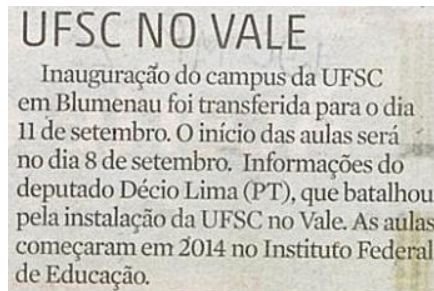 UFSC NO VALE
Inauguração do campus da UFSC
em Blumenau foi transferida para o dia
11 de setembro. O início das aulas será
no dia 8 de setembro. Informações do
deputado Décio Lima (PT), que batalhou
pela instalação da UFSC no Vale. As aulas
começaram em 2014 no Instituto Federal
de Educação.